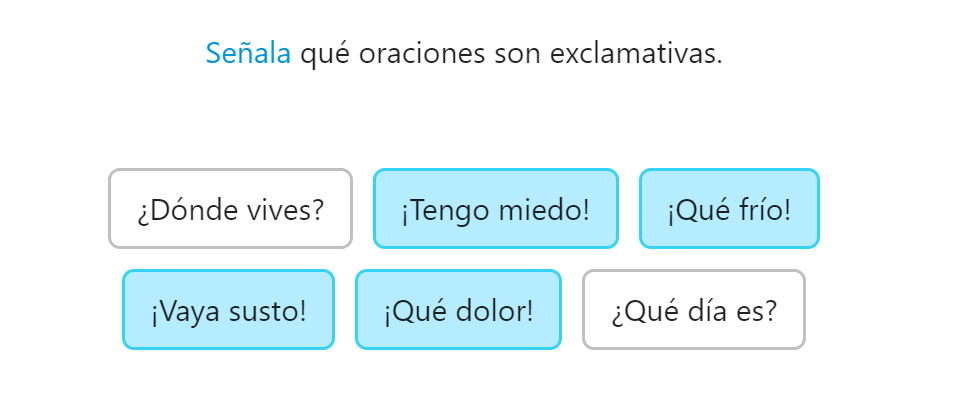 Señala qué oraciones son exclamativas.
¿Dónde vives? ¡Tengo miedo! ¡Qué frío!
¡Vaya susto! ¡Qué dolor! ¿Qué día es?